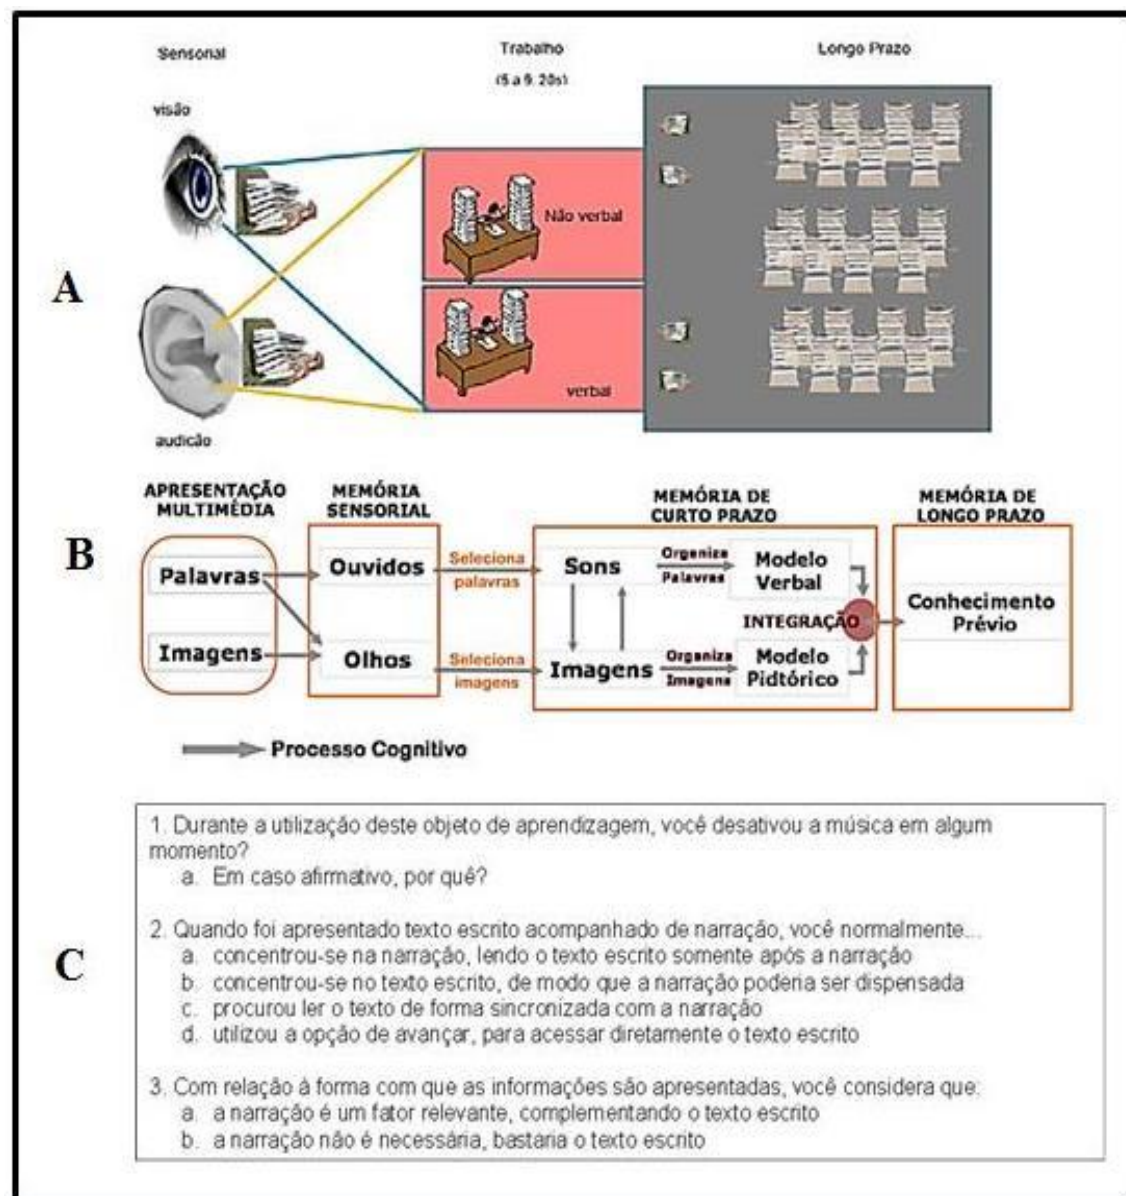 Sensorial
Trabalho
Longo Prazo
(5 a 9, 20s)
visão
Não verbal
A
verbal
audicão
APRESENTAÇÃO
MULTIMÉDIA
MEMÓRIA
SENSORIAL
MEMÓRIA DE
CURTO PRAZO
MEMÓRIA DE
LONGO PRAZO
B
Palavras
Ouvidos
Seleciona
palavras
Sons
Organiza
Palavras
Modelo
Verbal
INTEGRAÇÃO
Conhecimento
Prévio
Imagens
Olhos
Seleciona
imagens
Imagens
Organiza
Imagens
Modelo
Pidtórico
Processo Cognitivo
C
1. Durante a utilização deste objeto de aprendizagem, você desativou a música em algum
momento?
a. Em caso afirmativo, por quê?
2. Quando foi apresentado texto escrito acompanhado de narração, você normalmente...
a. concentrou-se na narração, lendo o texto escrito somente após a narração
b. concentrou-se no texto escrito, de modo que a narração poderia ser dispensada
c. procurou ler o texto de forma sincronizada com a narração
d. utilizou a opção de avançar, para acessar diretamente o texto escrito
3. Com relação à forma com que as informações são apresentadas, você considera que:
a. a narração é um fator relevante, complementando o texto escrito
b. a narração não é necessária, bastaria o texto escrito